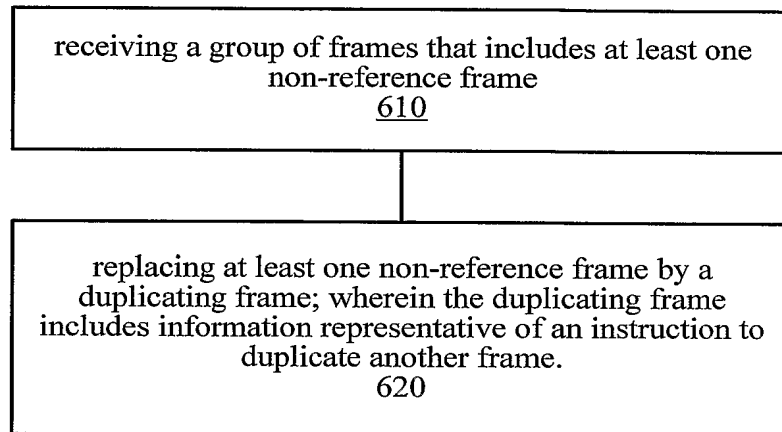 receiving a group of frames that includes at least one
non-reference frame
610
replacing at least one non-reference frame by a
duplicating frame; wherein the duplicating frame
includes information representative of an instruction to
duplicate another frame.
620